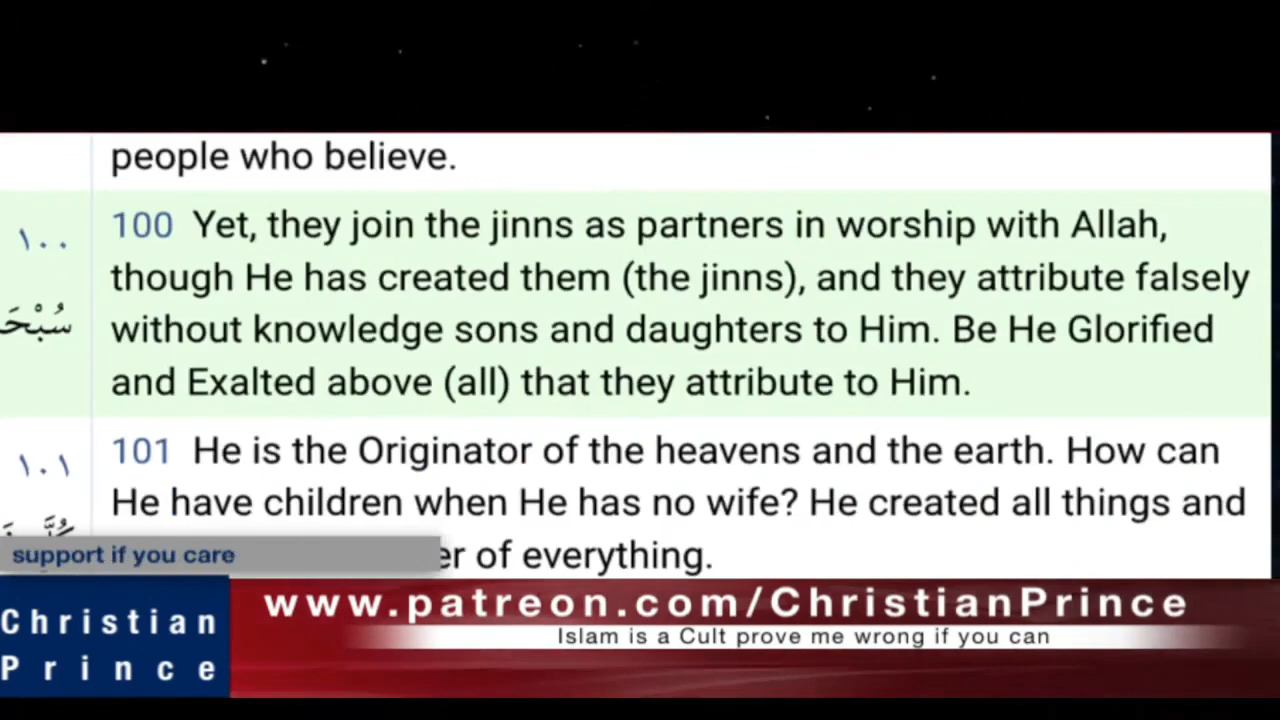 people who believe.
١٠٠
100 Yet, they join the jinns as partners in worship with Allah,
though He has created them (the jinns), and they attribute falsely
سُبْحَ
without knowledge sons and daughters to Him. Be He Glorified
and Exalted above (all) that they attribute to Him.
١٠١
101 He is the Originator of the heavens and the earth. How can
He have children when He has no wife? He created all things and
er of everything.
support if you care
Christian
Prince
www.patreon.com/ChristianPrince
Islam is a Cult prove me wrong if you can